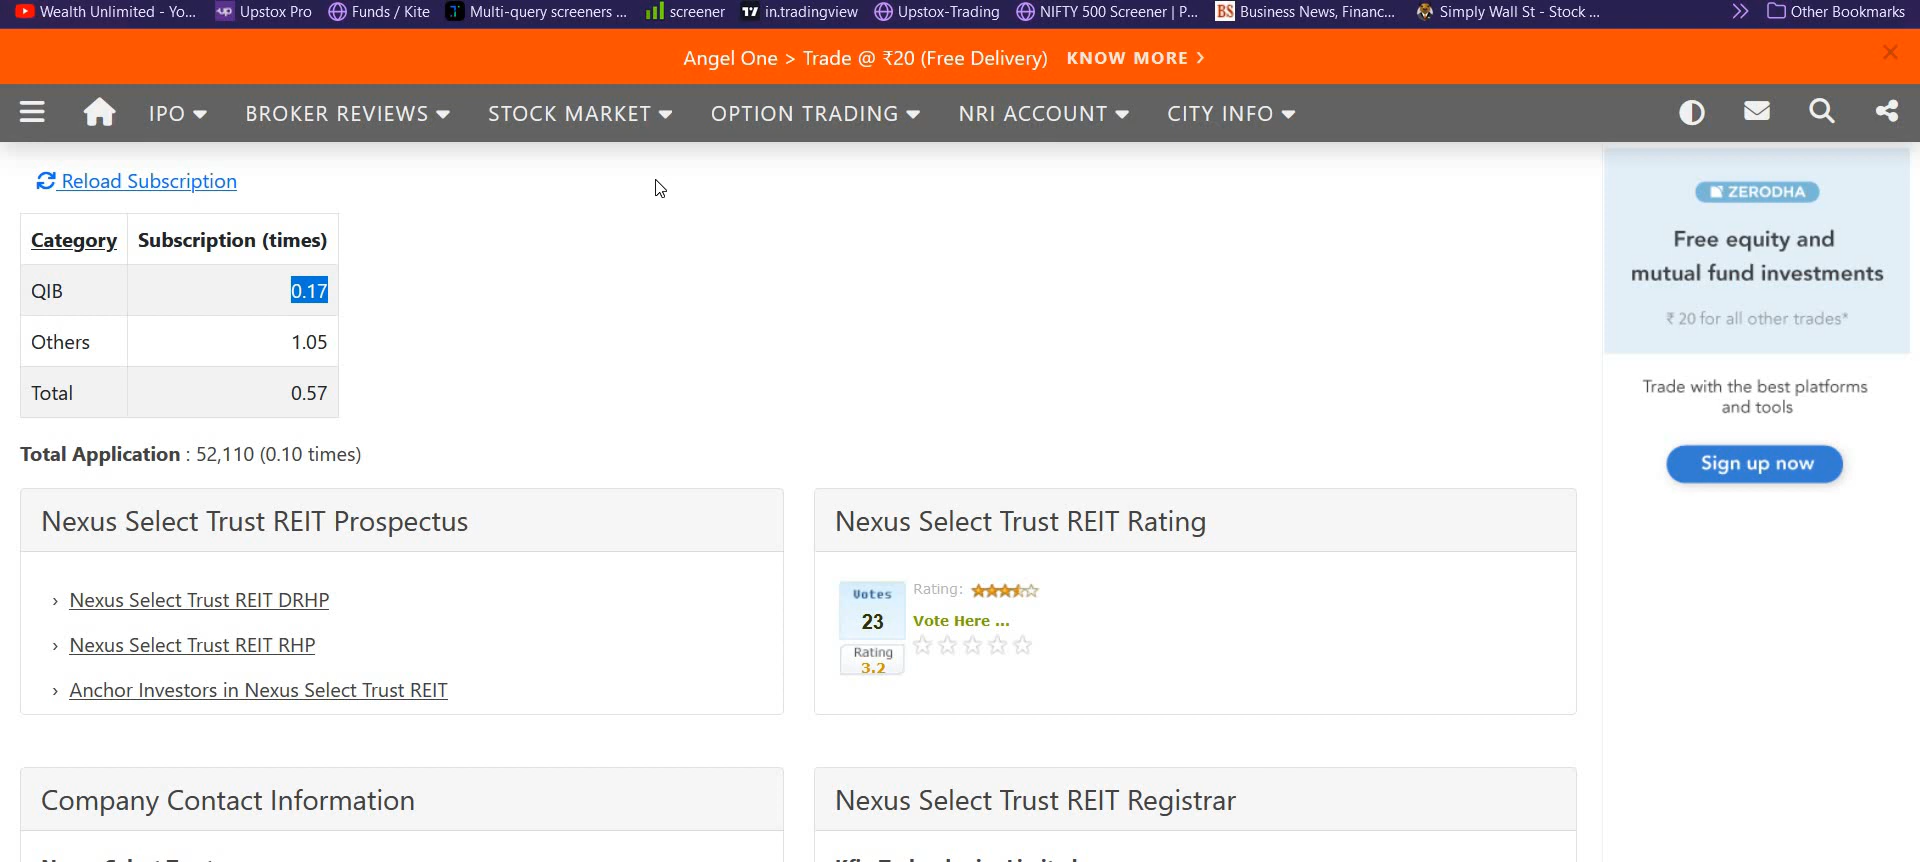 Wealth Unlimited - Yo...
up Upstox Pro
Funds / Kite
Multi-query screeners ...
screener
in.tradingview
Upstox-Trading
NIFTY 500 Screener | P...
BS Business News, Financ...
Simply Wall St - Stock ...
Other Bookmarks
Angel One > Trade @ ₹20 (Free Delivery) KNOW MORE
IPO BROKER REVIEWS STOCK MARKET OPTION TRADING NRI ACCOUNT CITY INFO
Reload Subscription
Category Subscription (times)
QIB 0.17
Others 1.05
Total 0.57
Total Application : 52,110 (0.10 times)
Nexus Select Trust REIT Prospectus
Nexus Select Trust REIT DRHP
Nexus Select Trust REIT RHP
Anchor Investors in Nexus Select Trust REIT
Nexus Select Trust REIT Rating
Votes
23
Rating
3.2
Rating:
Vote Here ...
Company Contact Information
Nexus Select Trust REIT Registrar
ZERODHA
Free equity and
mutual fund investments
₹ 20 for all other trades*
Trade with the best platforms
and tools
Sign up now